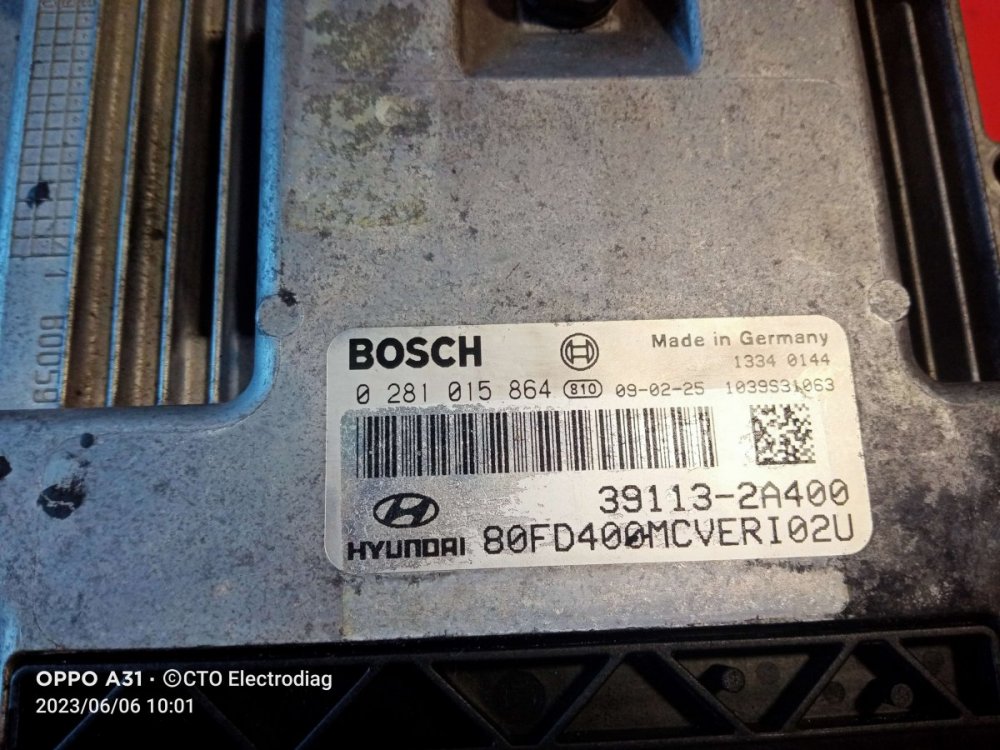 BOSCH
Made in Germany
1334 0144
0 281 015 864 810 09-02-25 1039S31063
39113-2A400
HYUNDAI 80FD400MCVERI02U
60059
OPPO A31 · ©CTO Electrodiag
2023/06/06 10:01